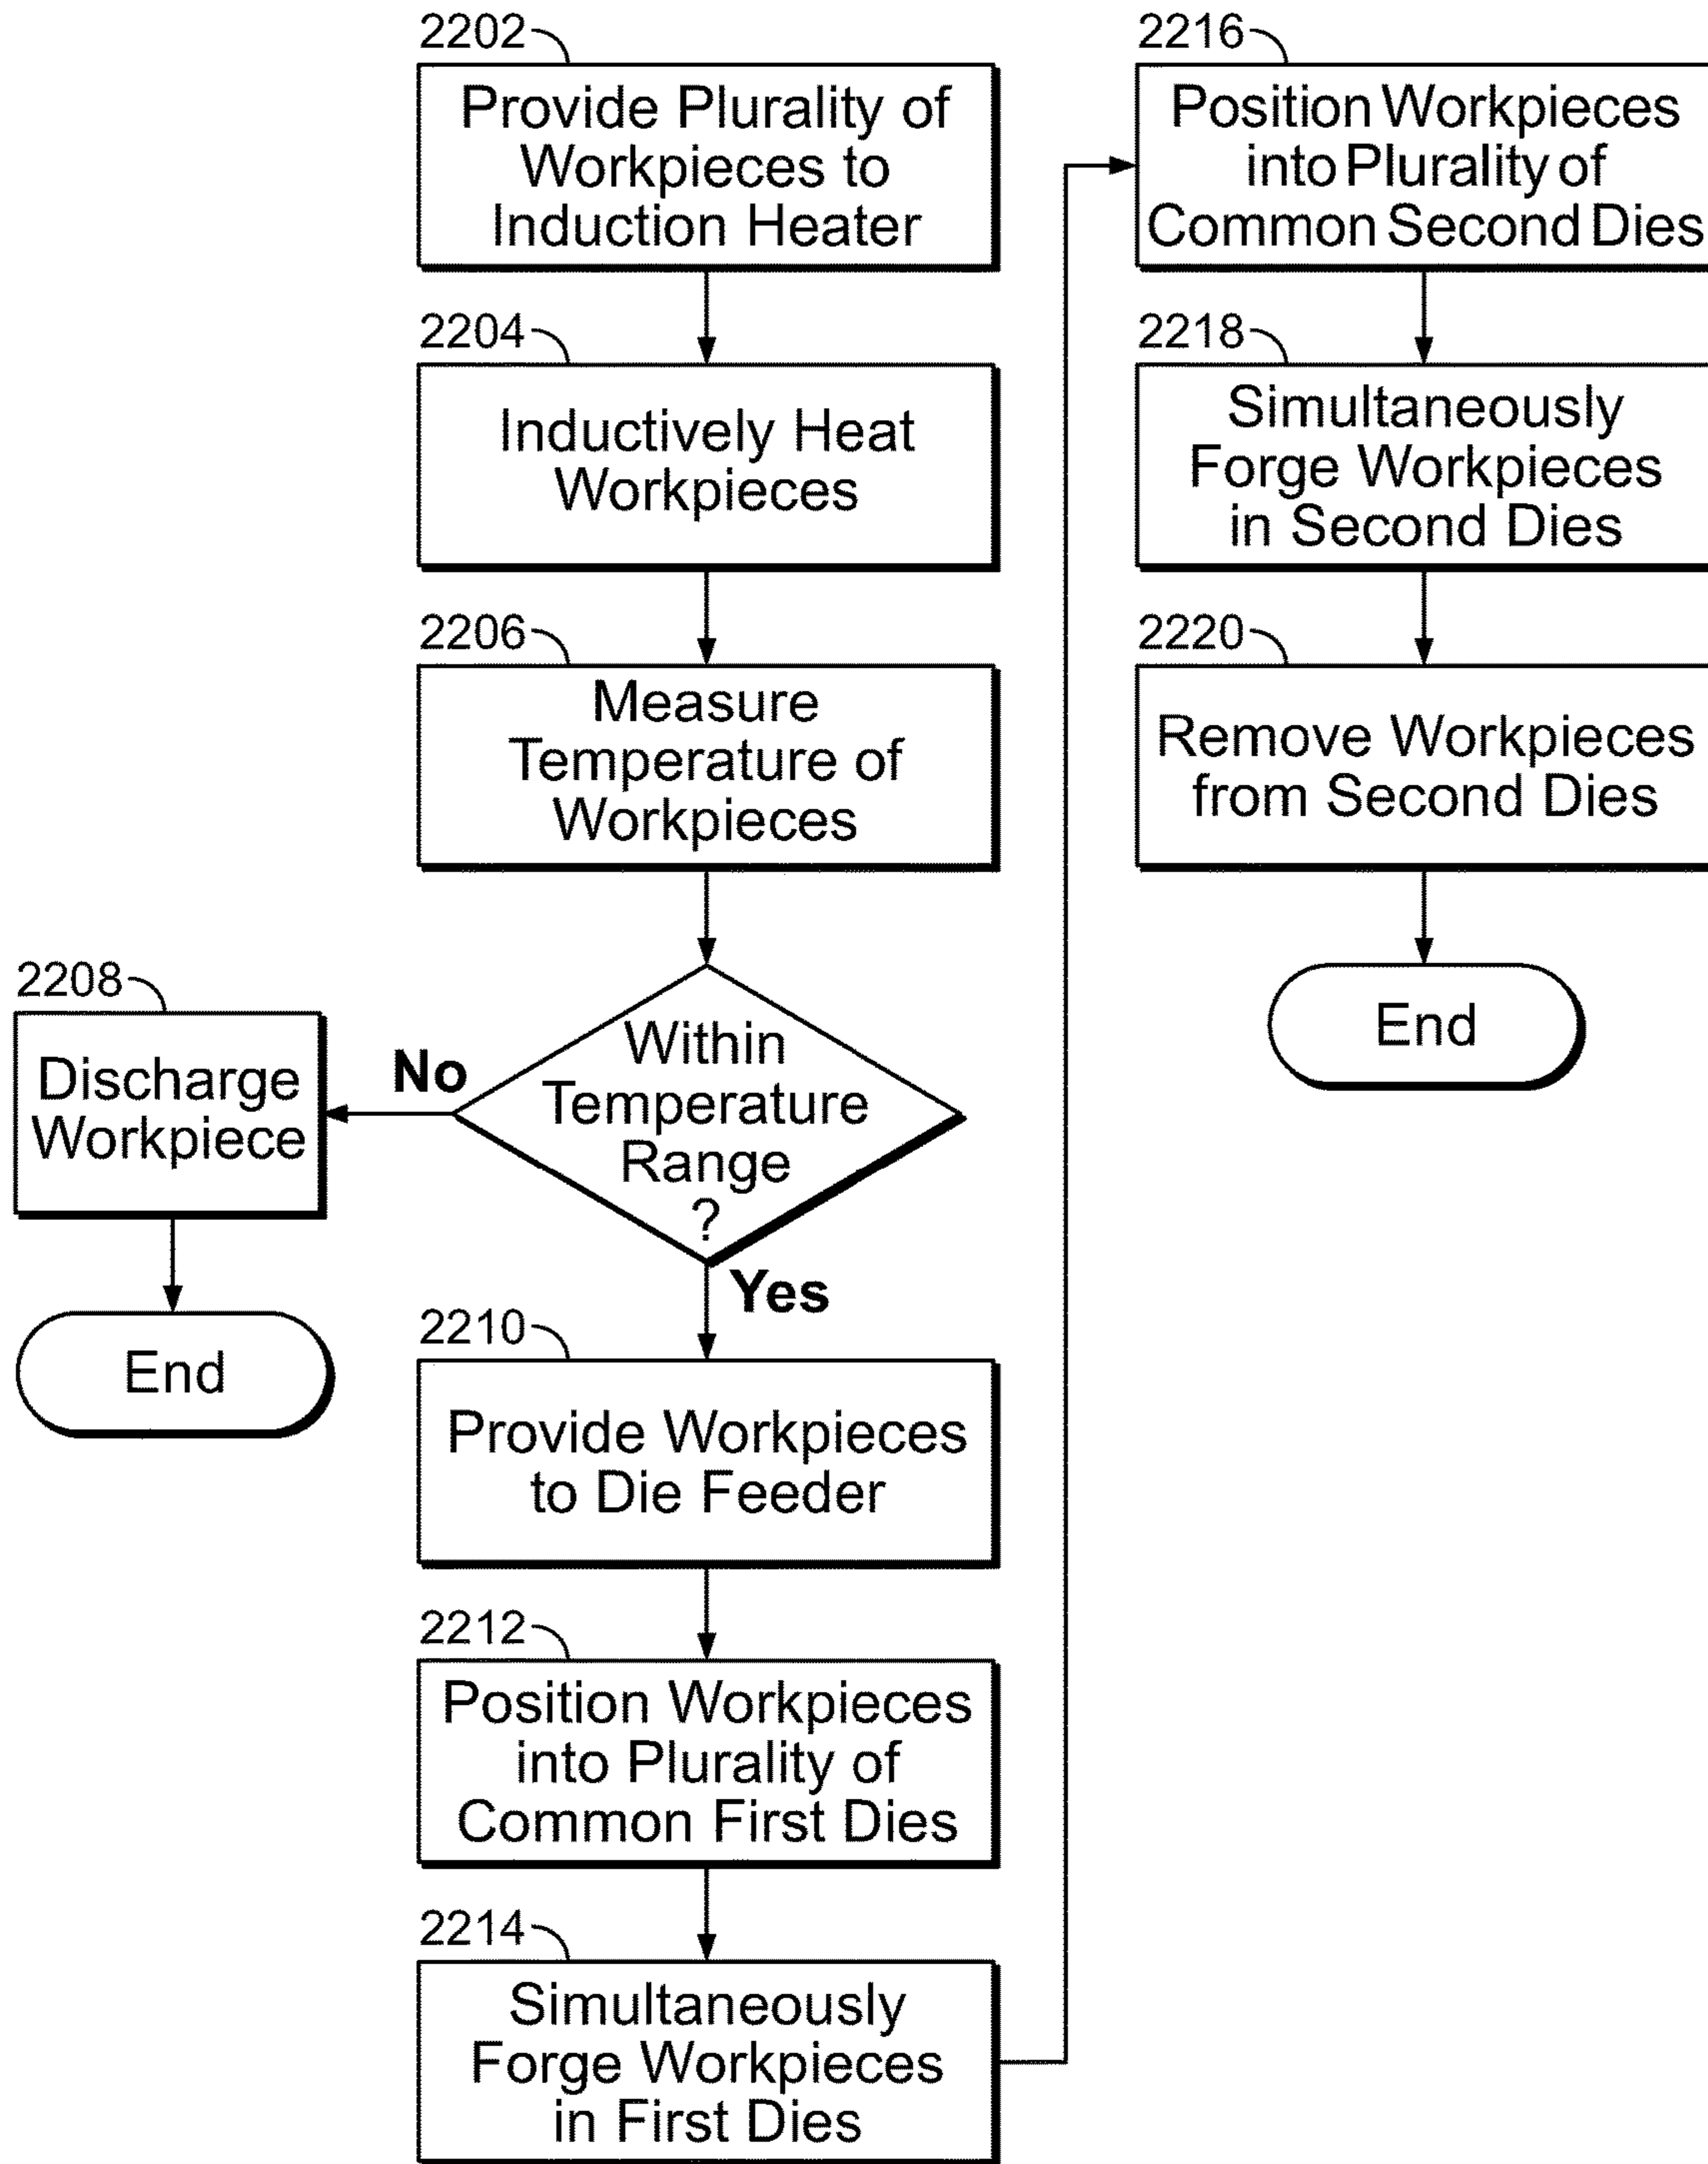 2202
Provide Plurality of
Workpieces to
Induction Heater
2204
Inductively Heat
Workpieces
2206
Measure
Temperature of
Workpieces
Within
Temperature
Range
?
No
2208
Discharge
Workpiece
End
Yes
2210
Provide Workpieces
to Die Feeder
2212
Position Workpieces
into Plurality of
Common First Dies
2214
Simultaneously
Forge Workpieces
in First Dies
2216
Position Workpieces
into Plurality of
Common Second Dies
2218
Simultaneously
Forge Workpieces
in Second Dies
2220
Remove Workpieces
from Second Dies
End